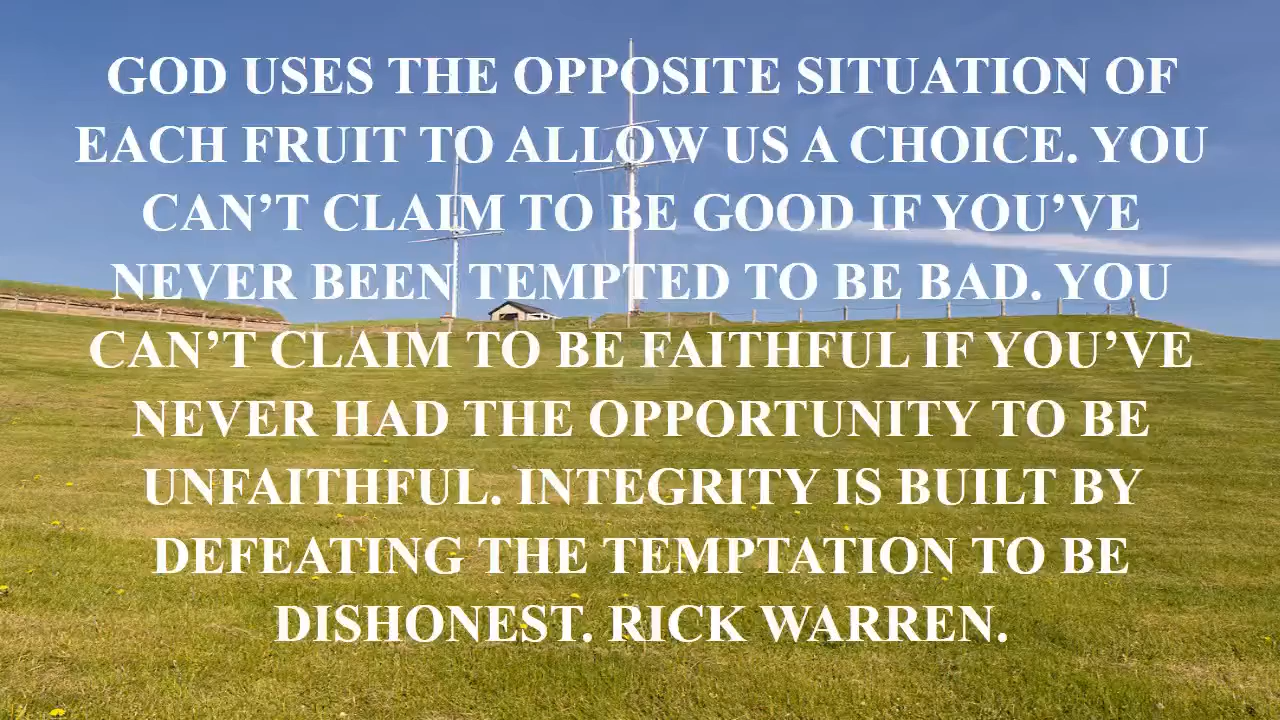 GOD USES THE OPPOSITE SITUATION OF
EACH FRUIT TO ALLOW US A CHOICE. YOU
CAN’T CLAIM TO BE GOOD IF YOU’VE
NEVER BEEN TEMPTED TO BE BAD. YOU
CAN’T CLAIM TO BE FAITHFUL IF YOU’VE
NEVER HAD THE OPPORTUNITY TO BE
UNFAITHFUL. INTEGRITY IS BUILT BY
DEFEATING THE TEMPTATION TO BE
DISHONEST. RICK WARREN.